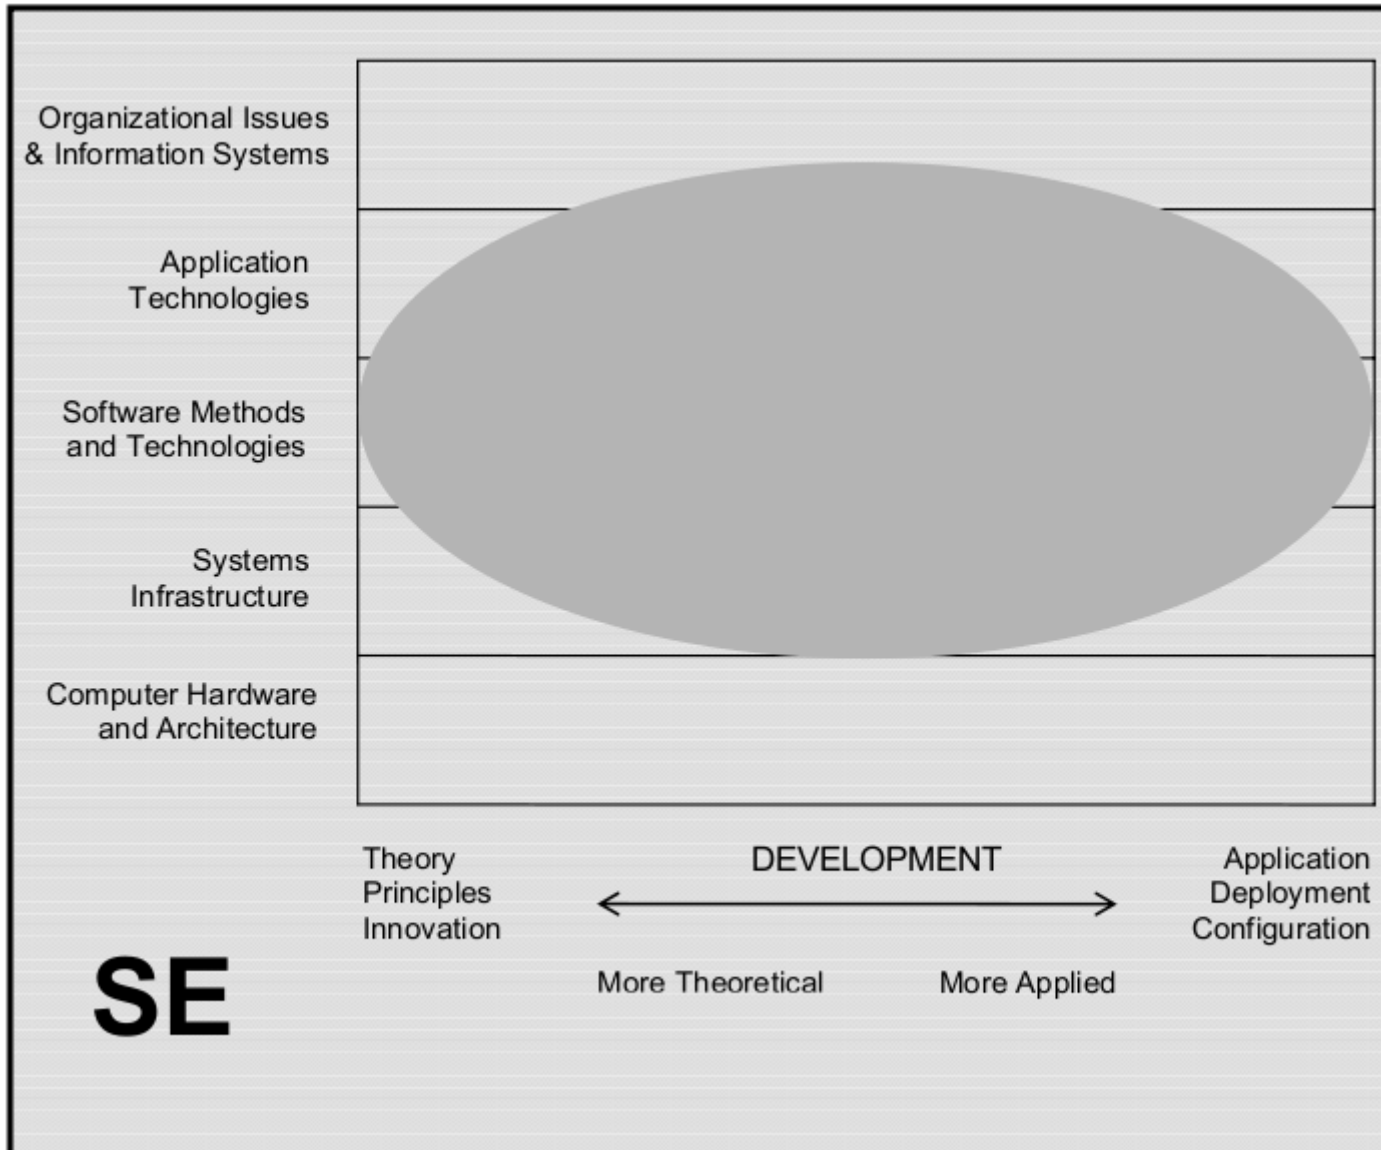 Organizational Issues
& Information Systems
Application
Technologies
Software Methods
and Technologies
Systems
Infrastructure
Computer Hardware
and Architecture
Theory
Principles
Innovation
DEVELOPMENT
Application
Deployment
Configuration
More Theoretical
More Applied
SE